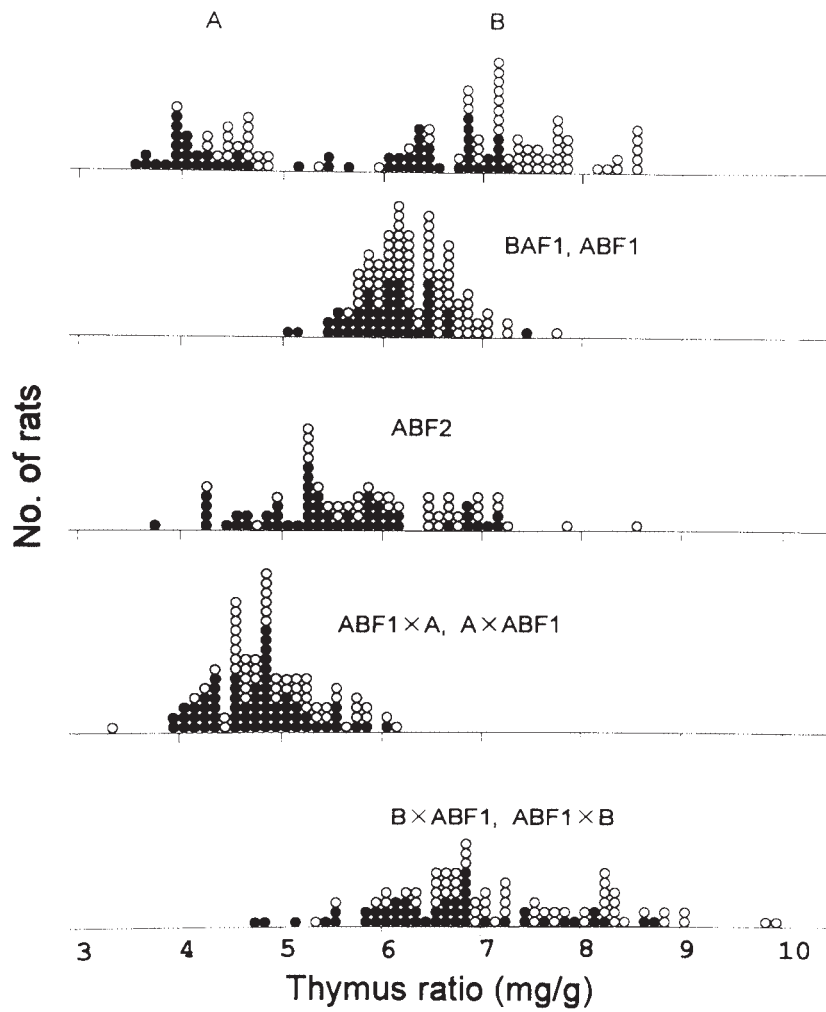 A
B
BAF1, ABF1
ABF2
ABF1×A, A×ABF1
B×ABF1, ABF1×B
No. of rats
3 4 5 6 7 8 9 10
Thymus ratio (mg/g)